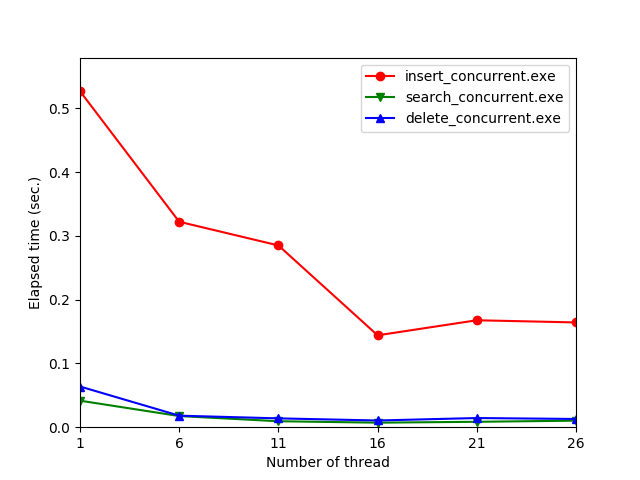 insert_concurrent.exe
search_concurrent.exe
delete_concurrent.exe
Elapsed time (sec.)
0.5
0.4
0.3
0.2
0.1
0.0
1 6 11 16 21 26
Number of thread